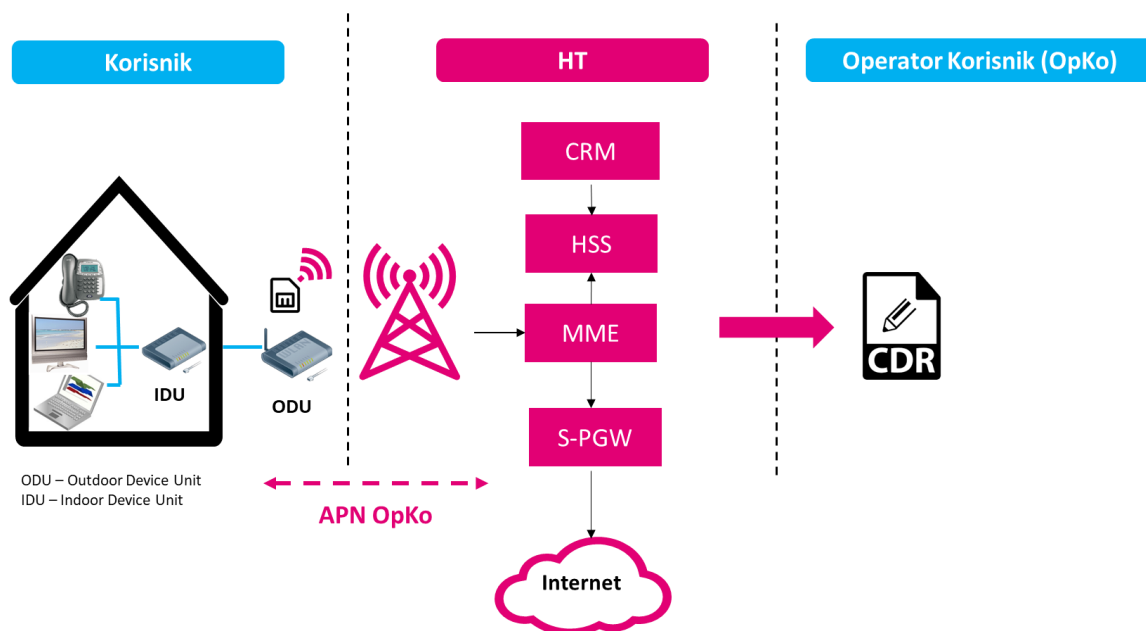 Korisnik
HT
Operator Korisnik (OpKo)
CRM
HSS
MME
S-PGW
IDU
ODU
CDR
ODU – Outdoor Device Unit
IDU – Indoor Device Unit
APN OpKo
Internet